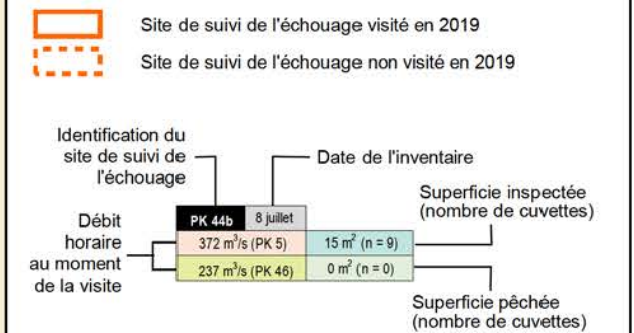 Site de suivi de l'échouage visité en 2019
Site de suivi de l'échouage non visité en 2019
Identification du
site de suivi de
l'échouage
Date de l'inventaire
Superficie inspectée
(nombre de cuvettes)
PK 44b 8 juillet
Débit
horaire
au moment
de la visite
372 m³/s (PK 5) 15 m² (n = 9)
237 m³/s (PK 46) 0 m² (n = 0)
Superficie pêchée
(nombre de cuvettes)